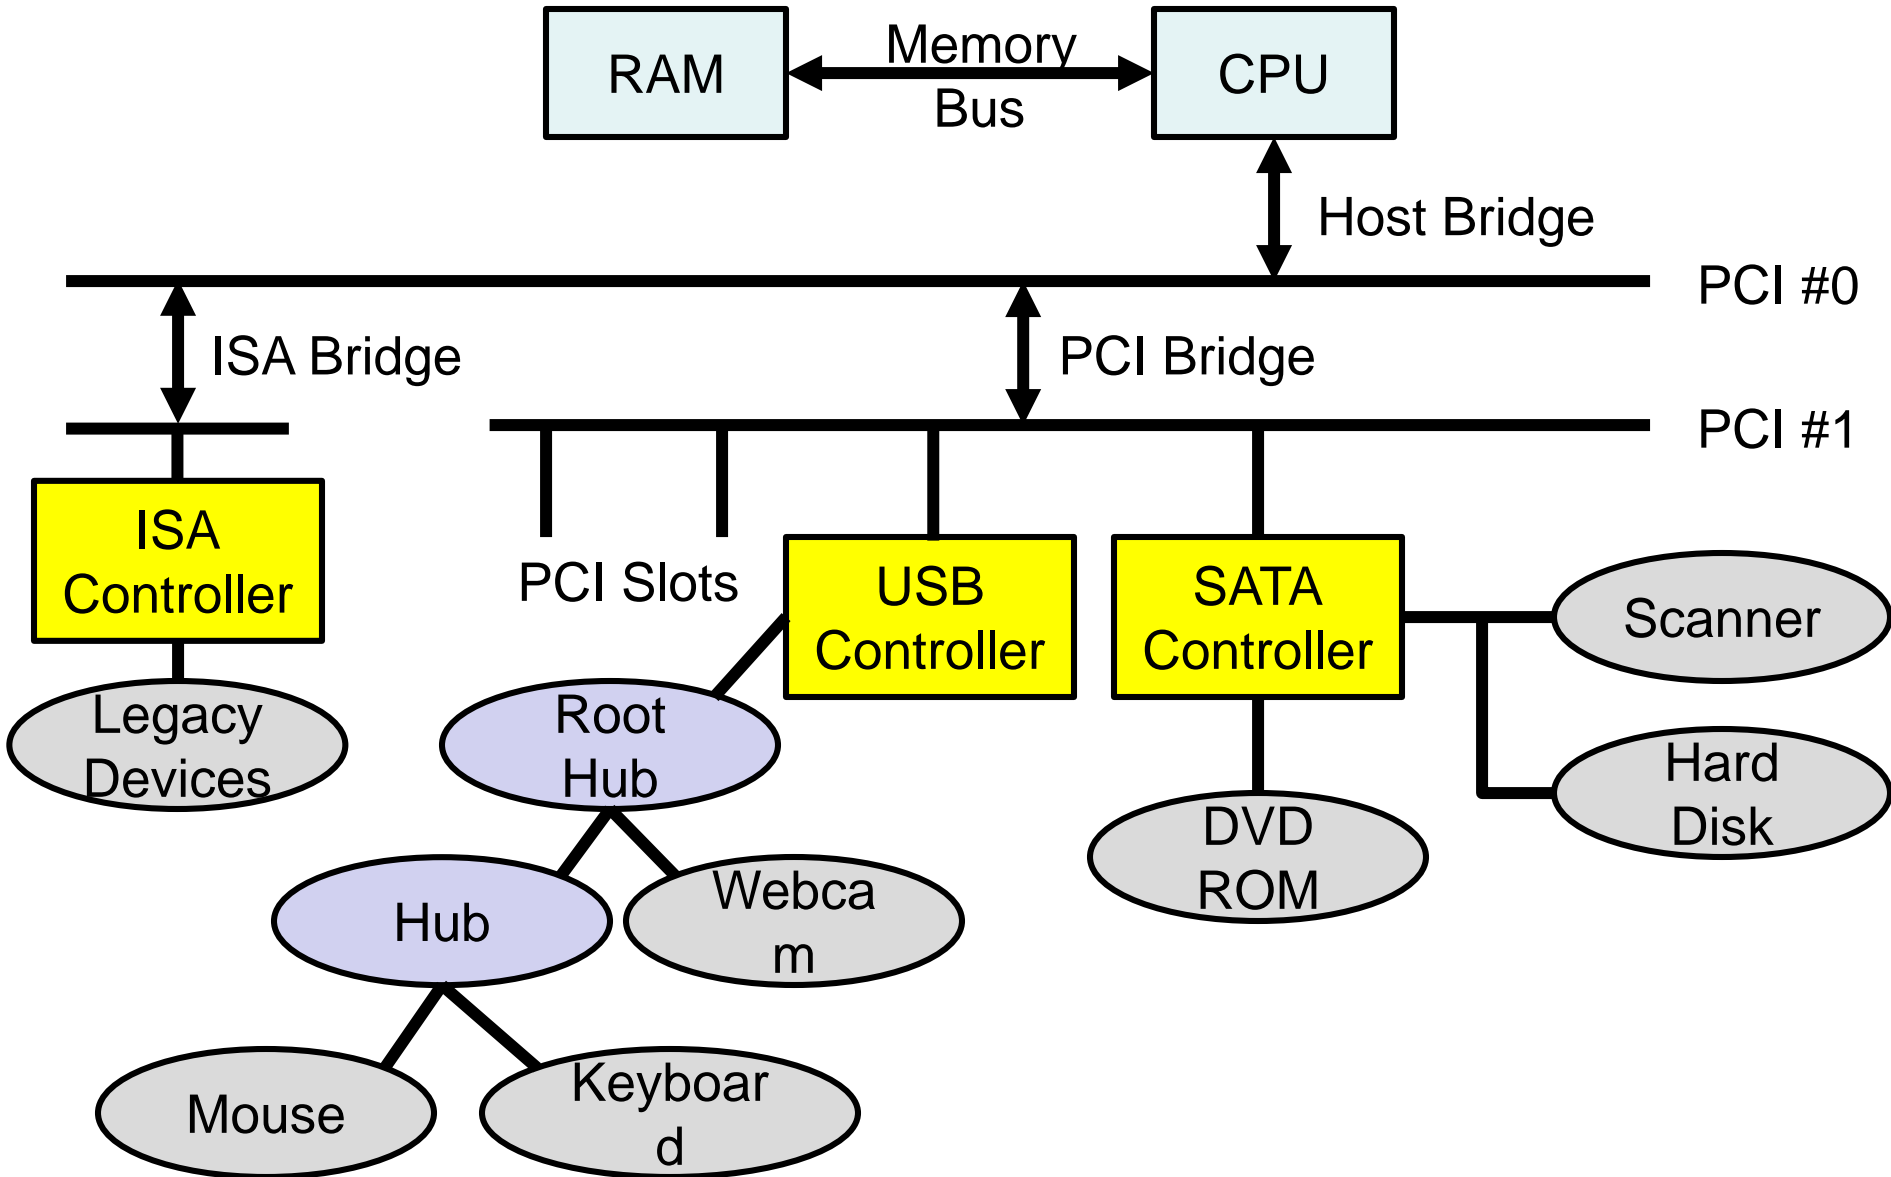 RAM
Memory
Bus
CPU
Host Bridge
PCI #0
ISA Bridge
PCI Bridge
PCI #1
ISA
Controller
PCI Slots
USB
Controller
SATA
Controller
Scanner
Legacy
Devices
Root
Hub
Hard
Disk
DVD
ROM
Hub
Webca
m
Mouse
Keyboar
d